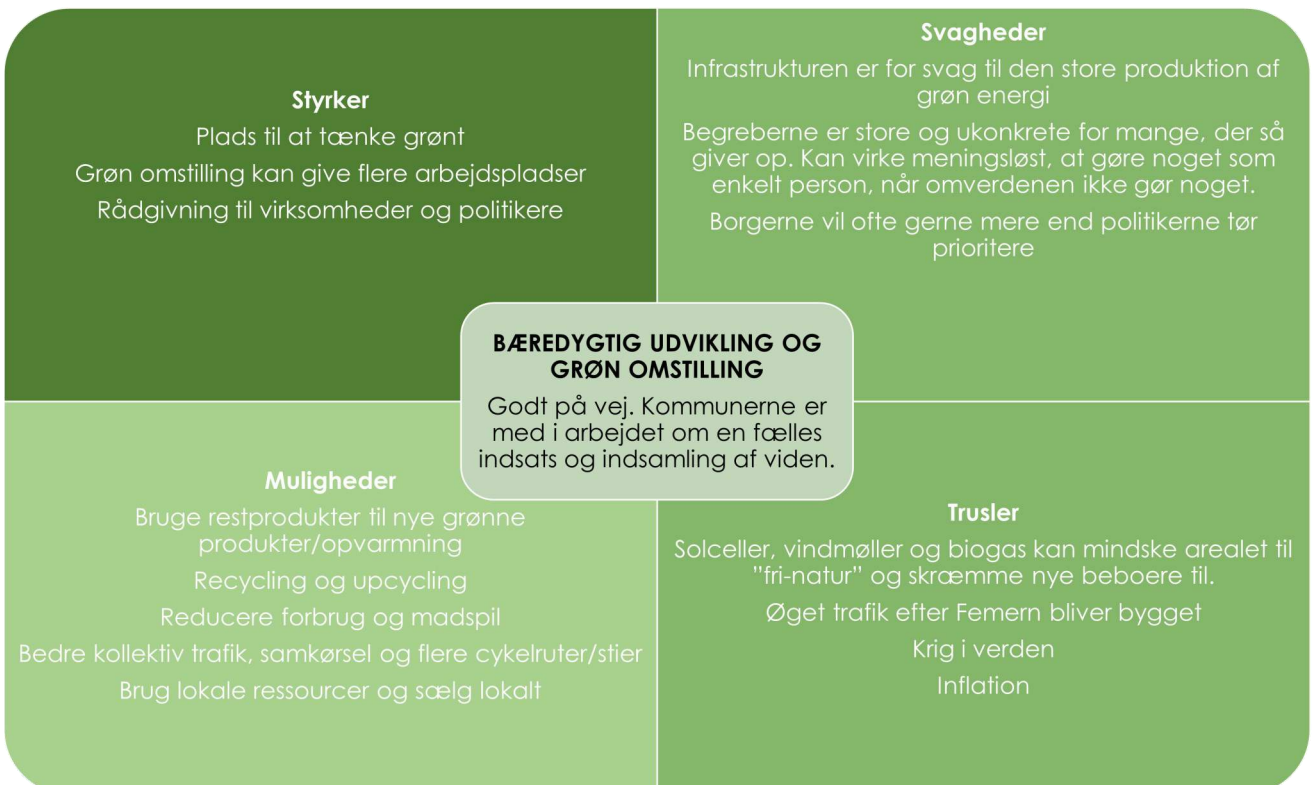 Styrker
Plads til at tænke grønt
Grøn omstilling kan give flere arbejdspladser
Rådgivning til virksomheder og politikere
Svagheder
Infrastrukturen er for svag til den store produktion af
grøn energi
Begreberne er store og ukonkrete for mange, der så
giver op. Kan virke meningsløst, at gøre noget som
enkelt person, når omverdenen ikke gør noget.
Borgerne vil ofte gerne mere end politikerne tør
prioritere
BÆREDYGTIG UDVIKLING OG
GRØN OMSTILLING
Godt på vej. Kommunerne er
med i arbejdet om en fælles
indsats og indsamling af viden.
Muligheder
Bruge restprodukter til nye grønne
produkter/opvarmning
Recycling og upcycling
Reducere forbrug og madspil
Bedre kollektiv trafik, samkørsel og flere cykelruter/stier
Brug lokale ressourcer og sælg lokalt
Trusler
Solceller, vindmøller og biogas kan mindske arealet til
"fri-natur" og skræmme nye beboere til.
Øget trafik efter Femern bliver bygget
Krig i verden
Inflation